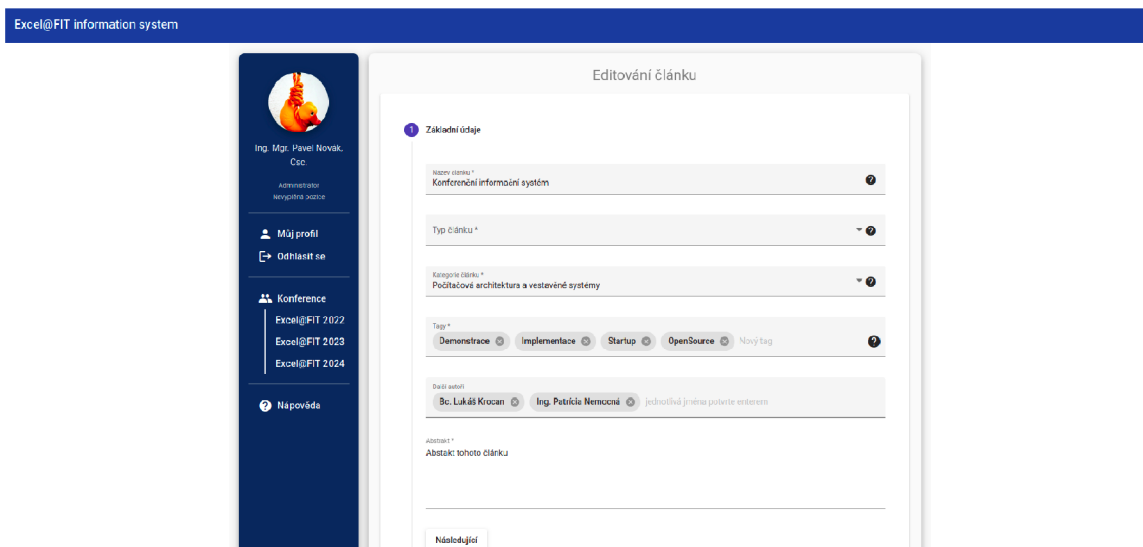 Excel@FIT information system
Editování článku
Ing. Mgr. Pavel Novák,
Csc.
Administrátor
Nevyplněná pozice
Můj profil
Odhlásit se
Konference
Excel@FIT 2022
Excel@FIT 2023
Excel@FIT 2024
Nápověda
1 Základní údaje
Název článku *
Konferenční informační systém
Typ článku *
Kategorie článku *
Počítačová architektura a vestavěné systémy
Tagy *
Demonstrace Implementace Startup OpenSource Nový tag
Další autoři
Bc. Lukáš Krocan Ing. Patrícia Nemocná jednotlivá jména potvrte enterem
Abstrakt *
Abstakt tohoto článku
Následující